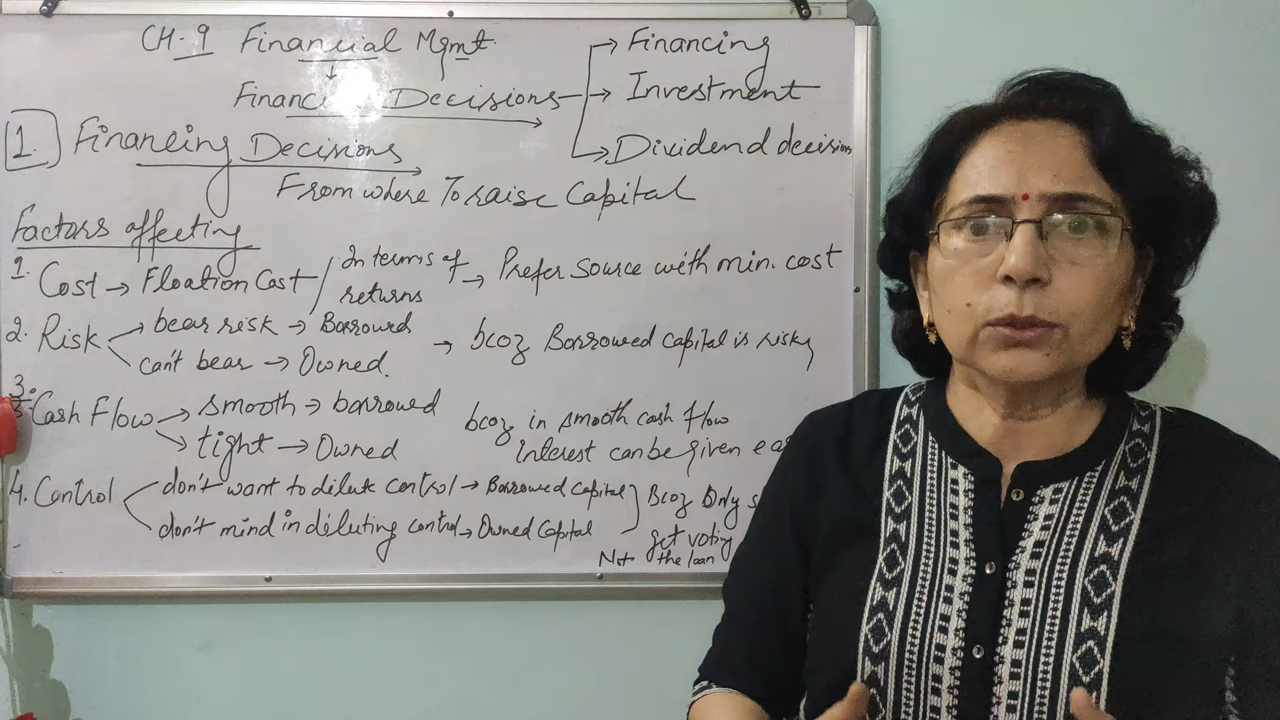 CH. 9 Financial Mgmt.
Financial Decisions → Financing
→ Investment
→ Dividend decisions
1. Financing Decisions
From where To raise Capital
Factors affecting
1. Cost → Floation Cost / In terms of returns → Prefer source with min. cost
2. Risk → bear risk → Borrowed
can't bear → Owned. → bcoz Borrowed capital is risky
3. Cash Flow → smooth → borrowed
→ tight → Owned
bcoz in smooth cash flow
Interest can be given
4. Control don't want to dilute control → Borrowed Capital
don't mind in diluting control → Owned Capital
Bcoz Only
get voting
Not the loan